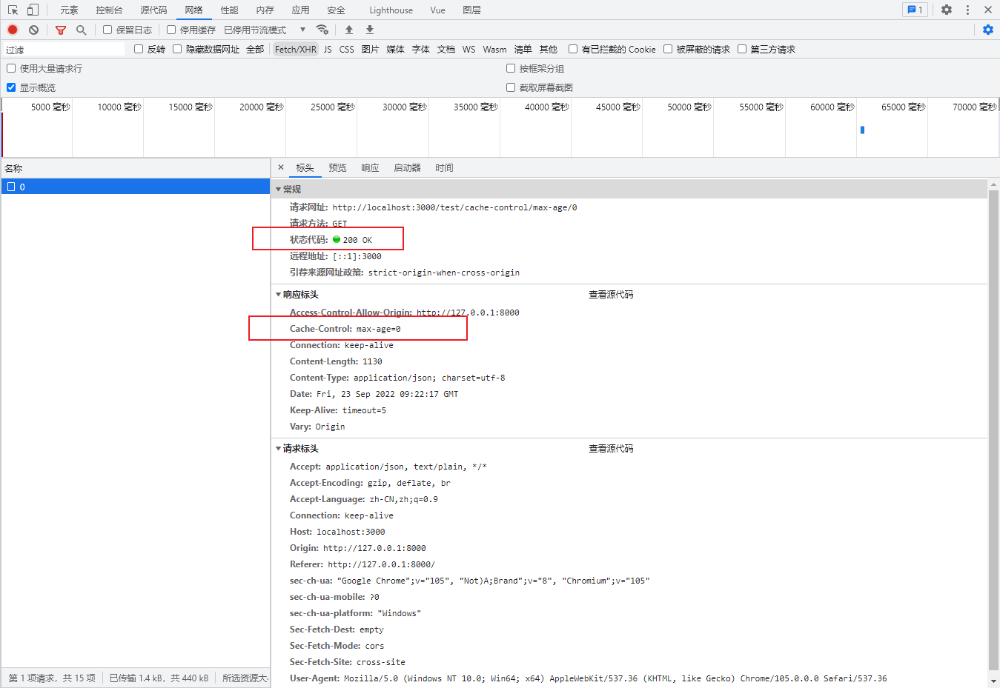 元素 控制台 源代码 网络 性能 内存 应用 安全 Lighthouse Vue 图层 1
保留日志 停用缓存 已停用节流模式
过滤 反转 隐藏数据网址 全部 Fetch/XHR JS CSS 图片 媒体 字体 文档 WS Wasm 清单 其他 有已拦截的 Cookie 被屏蔽的请求 第三方请求
使用大量请求行 按框架分组
显示概览 截取屏幕截图
5000 毫秒 10000 毫秒 15000 毫秒 20000 毫秒 25000 毫秒 30000 毫秒 35000 毫秒 40000 毫秒 45000 毫秒 50000 毫秒 55000 毫秒 60000 毫秒 65000 毫秒 70000 毫秒
名称 × 标头 预览 响应 启动器 时间
0
常规
请求网址: http://localhost:3000/test/cache-control/max-age/0
请求方法: GET
状态代码: 200 OK
远程地址: [::1]:3000
引荐来源网址政策: strict-origin-when-cross-origin
响应标头 查看源代码
Access-Control-Allow-Origin: http://127.0.0.1:8000
Cache-Control: max-age=0
Connection: keep-alive
Content-Length: 1130
Content-Type: application/json; charset=utf-8
Date: Fri, 23 Sep 2022 09:22:17 GMT
Keep-Alive: timeout=5
Vary: Origin
请求标头 查看源代码
Accept: application/json, text/plain, */*
Accept-Encoding: gzip, deflate, br
Accept-Language: zh-CN,zh;q=0.9
Connection: keep-alive
Host: localhost:3000
Origin: http://127.0.0.1:8000
Referer: http://127.0.0.1:8000/
sec-ch-ua: "Google Chrome";v="105", "Not)A;Brand";v="8", "Chromium";v="105"
sec-ch-ua-mobile: ?0
sec-ch-ua-platform: "Windows"
Sec-Fetch-Dest: empty
Sec-Fetch-Mode: cors
Sec-Fetch-Site: cross-site
User-Agent: Mozilla/5.0 (Windows NT 10.0; Win64; x64) AppleWebKit/537.36 (KHTML, like Gecko) Chrome/105.0.0.0 Safari/537.36
第 1 项请求，共 15 项 已传输 1.4 kB，共 440 kB 所选资源大